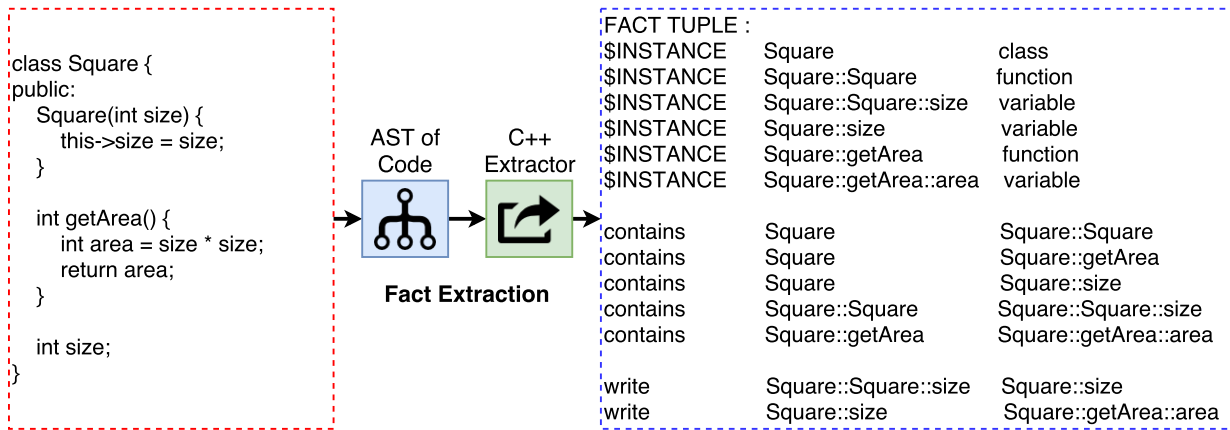 class Square {
public:
Square(int size) {
this->size = size;
}
int getArea() {
int area = size * size;
return area;
}
int size;
}
AST of
Code
C++
Extractor
Fact Extraction
FACT TUPLE :
$INSTANCE Square class
$INSTANCE Square::Square function
$INSTANCE Square::Square::size variable
$INSTANCE Square::size variable
$INSTANCE Square::getArea function
$INSTANCE Square::getArea::area variable
contains Square Square::Square
contains Square Square::getArea
contains Square Square::size
contains Square::Square Square::Square::size
contains Square::getArea Square::getArea::area
write Square::Square::size Square::size
write Square::size Square::getArea::area